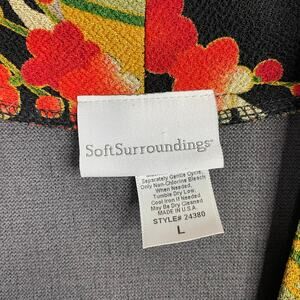 SoftSurroundings®
Separately Gentle Cycle,
Only Non-Chlorine Bleach
When Needed,
Tumble Dry Low,
Cool Iron if Needed
May Be Dry Cleaned
MADE IN U.S.A.
STYLE# 24380
L